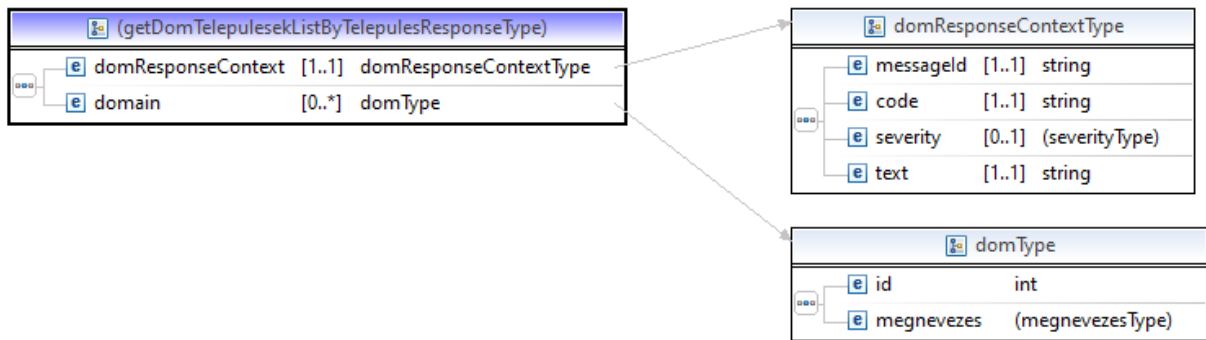 (getDomTelepulesekListByTelepulesResponseType)
e domResponseContext [1..1] domResponseContextType
e domain [0..*] domType
domResponseContextType
e messageId [1..1] string
e code [1..1] string
e severity [0..1] (severityType)
e text [1..1] string
domType
e id int
e megnevezes (megnevezesType)